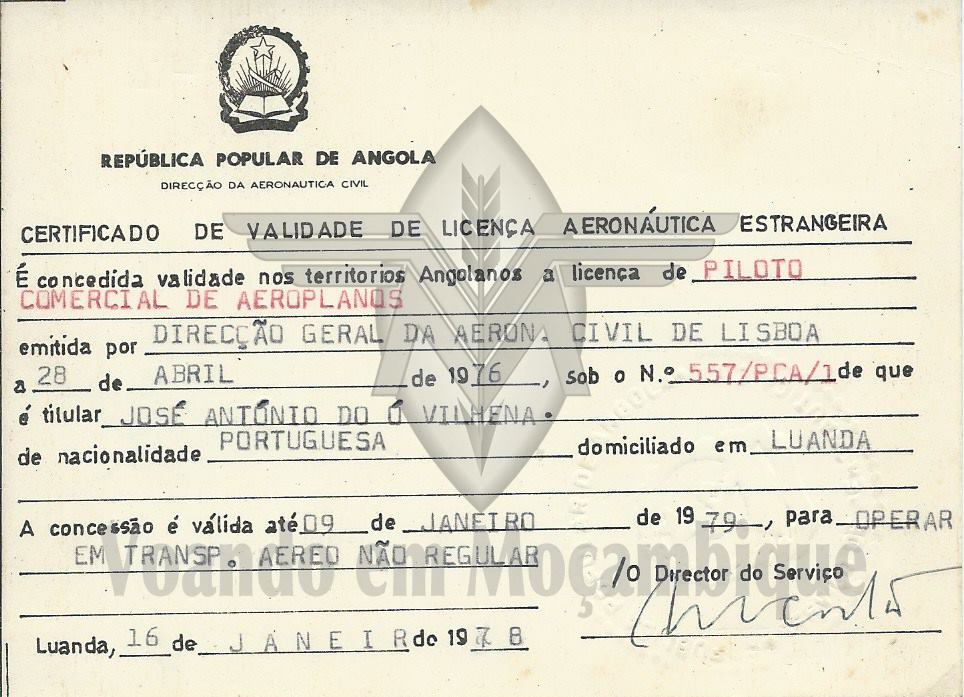 REPÚBLICA POPULAR DE ANGOLA
DIRECÇÃO DA AERONAUTICA CIVIL
CERTIFICADO DE VALIDADE DE LICENÇA AERONÁUTICA ESTRANGEIRA
É concedida validade nos territorios Angolanos a licença de PILOTO
COMERCIAL DE AEROPLANOS
emitida por DIRECÇÃO GERAL DA AERON. CIVIL DE LISBOA
a 28 de ABRIL de 1976, sob o N.º 557/PCA/1 de que
é titular JOSÉ ANTÓNIO DO Ó VILHENA.
de nacionalidade PORTUGUESA domiciliado em LUANDA
A concessão é válida até 09 de JANEIRO de 1979, para OPERAR
EM TRANSP. AEREO NÃO REGULAR
Voando em Moçambique
/O Director do Serviço
Luanda, 16 de JANEIR de 1978